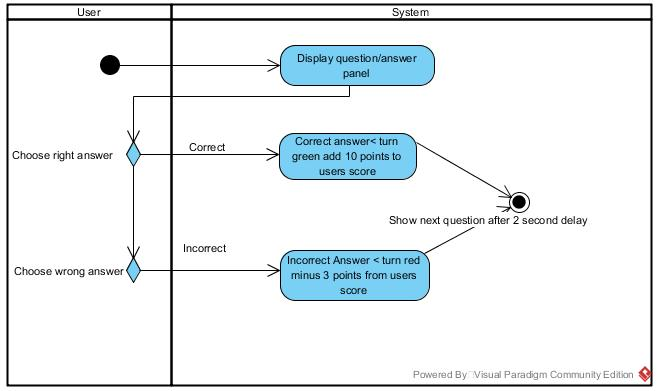 User
System
Display question/answer
panel
Choose right answer
Correct
Correct answer< turn
green add 10 points to
users score
Show next question after 2 second delay
Incorrect
Choose wrong answer
Incorrect Answer < turn red
minus 3 points from users
score
Powered By Visual Paradigm Community Edition